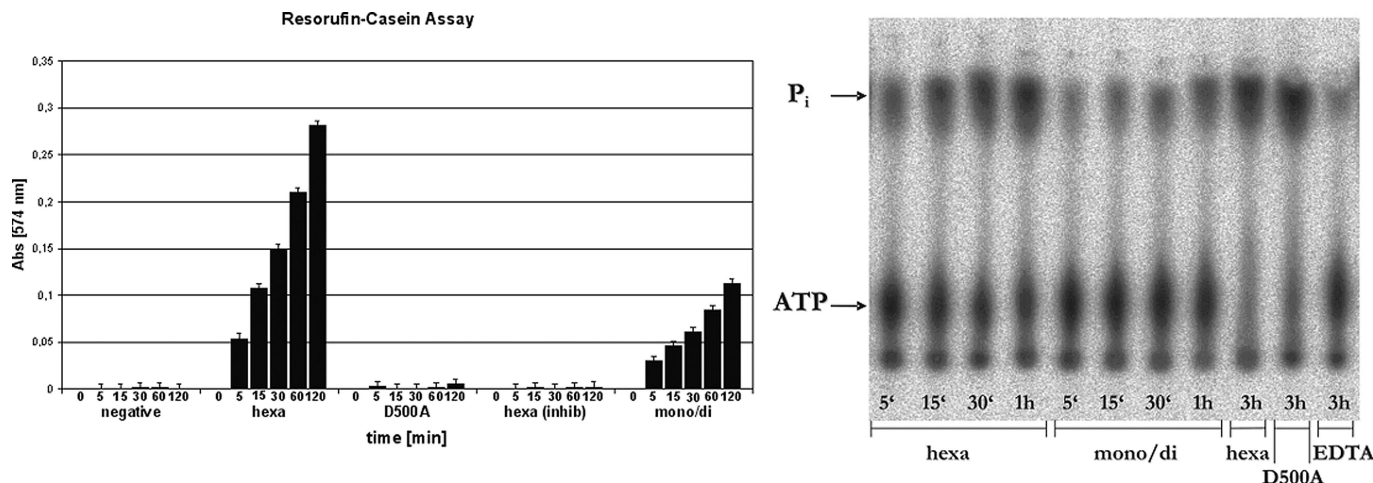 Resorufin-Casein Assay
Abs [574 nm]
0,35
0,3
0,25
0,2
0,15
0,1
0,05
0
0 5 15 30 60 120 0 5 15 30 60 120 0 5 15 30 60 120 0 5 15 30 60 120 0 5 15 30 60 120
negative hexa D500A hexa (inhib) mono/di
time [min]
Pi
ATP
5‘ 15‘ 30‘ 1h 5‘ 15‘ 30‘ 1h 3h 3h 3h
hexa mono/di hexa EDTA
D500A